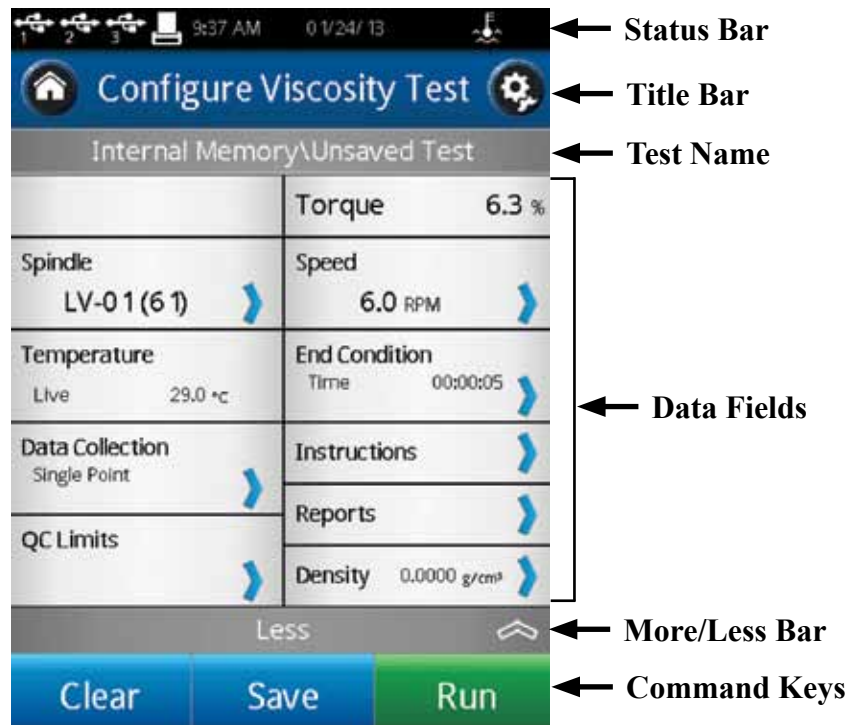 1 2 3 9:37 AM 01/24/13
Status Bar
Configure Viscosity Test
Title Bar
Internal Memory\Unsaved Test
Test Name
Torque 6.3 %
Spindle
LV-01(61)
Speed
6.0 RPM
Temperature
Live 29.0 °C
End Condition
Time 00:00:05
Data Fields
Data Collection
Single Point
Instructions
QC Limits
Reports
Density 0.0000 g/cm³
Less
More/Less Bar
Clear Save Run
Command Keys